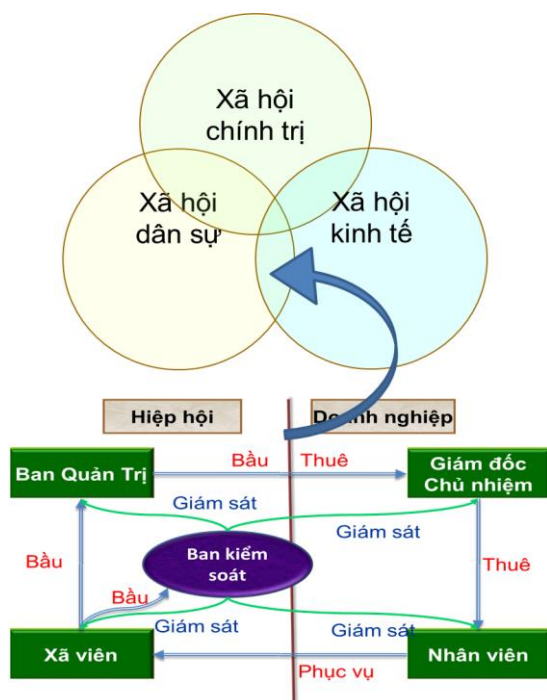 Xã hội
chính trị
Xã hội
dân sự
Xã hội
kinh tế
Hiệp hội
Doanh nghiệp
Ban Quản Trị
Bầu
Thuê
Giám đốc
Chủ nhiệm
Giám sát
Giám sát
Bầu
Ban kiểm
soát
Thuê
Bầu
Giám sát
Giám sát
Xã viên
Phục vụ
Nhân viên